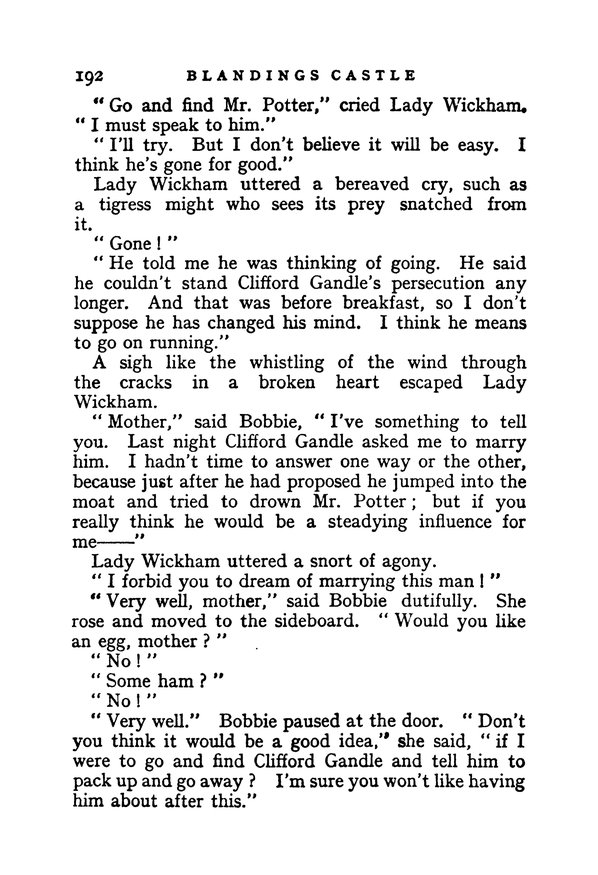 192 BLANDINGS CASTLE
“ Go and find Mr. Potter,” cried Lady Wickham.
“ I must speak to him.”
“ I’ll try. But I don’t believe it will be easy. I
think he’s gone for good.”
Lady Wickham uttered a bereaved cry, such as
a tigress might who sees its prey snatched from
it.
“ Gone ! ”
“ He told me he was thinking of going. He said
he couldn’t stand Clifford Gandle’s persecution any
longer. And that was before breakfast, so I don’t
suppose he has changed his mind. I think he means
to go on running.”
A sigh like the whistling of the wind through
the cracks in a broken heart escaped Lady
Wickham.
“ Mother,” said Bobbie, “ I’ve something to tell
you. Last night Clifford Gandle asked me to marry
him. I hadn’t time to answer one way or the other,
because just after he had proposed he jumped into the
moat and tried to drown Mr. Potter ; but if you
really think he would be a steadying influence for
me——”
Lady Wickham uttered a snort of agony.
“ I forbid you to dream of marrying this man ! ”
“ Very well, mother,” said Bobbie dutifully. She
rose and moved to the sideboard. “ Would you like
an egg, mother ? ”
“ No ! ”
“ Some ham ? ”
“ No ! ”
“ Very well.” Bobbie paused at the door. “ Don’t
you think it would be a good idea,” she said, “ if I
were to go and find Clifford Gandle and tell him to
pack up and go away ? I’m sure you won’t like having
him about after this.”